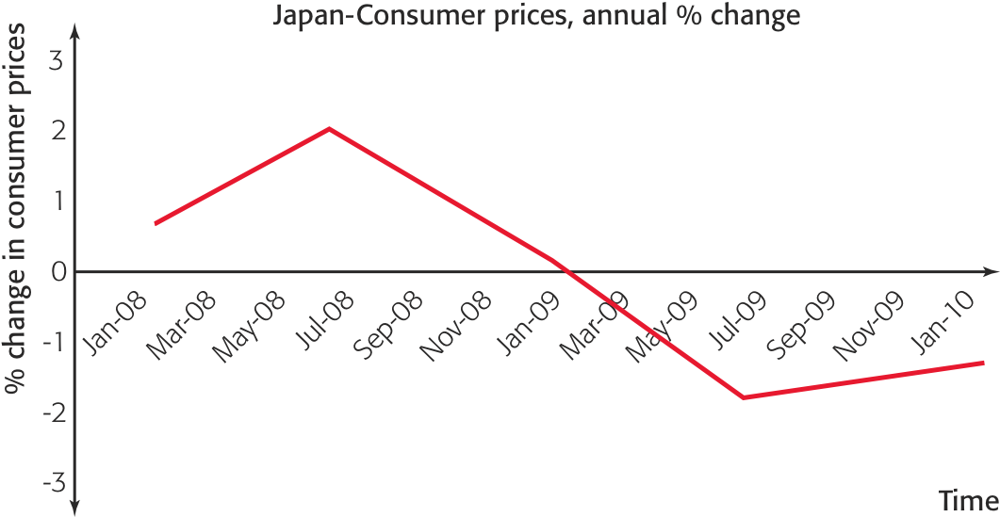 Japan-Consumer prices, annual % change
% change in consumer prices
3
2
1
0
-1
-2
-3
Jan-08
Mar-08
May-08
Jul-08
Sep-08
Nov-08
Jan-09
Mar-09
May-09
Jul-09
Sep-09
Nov-09
Jan-10
Time